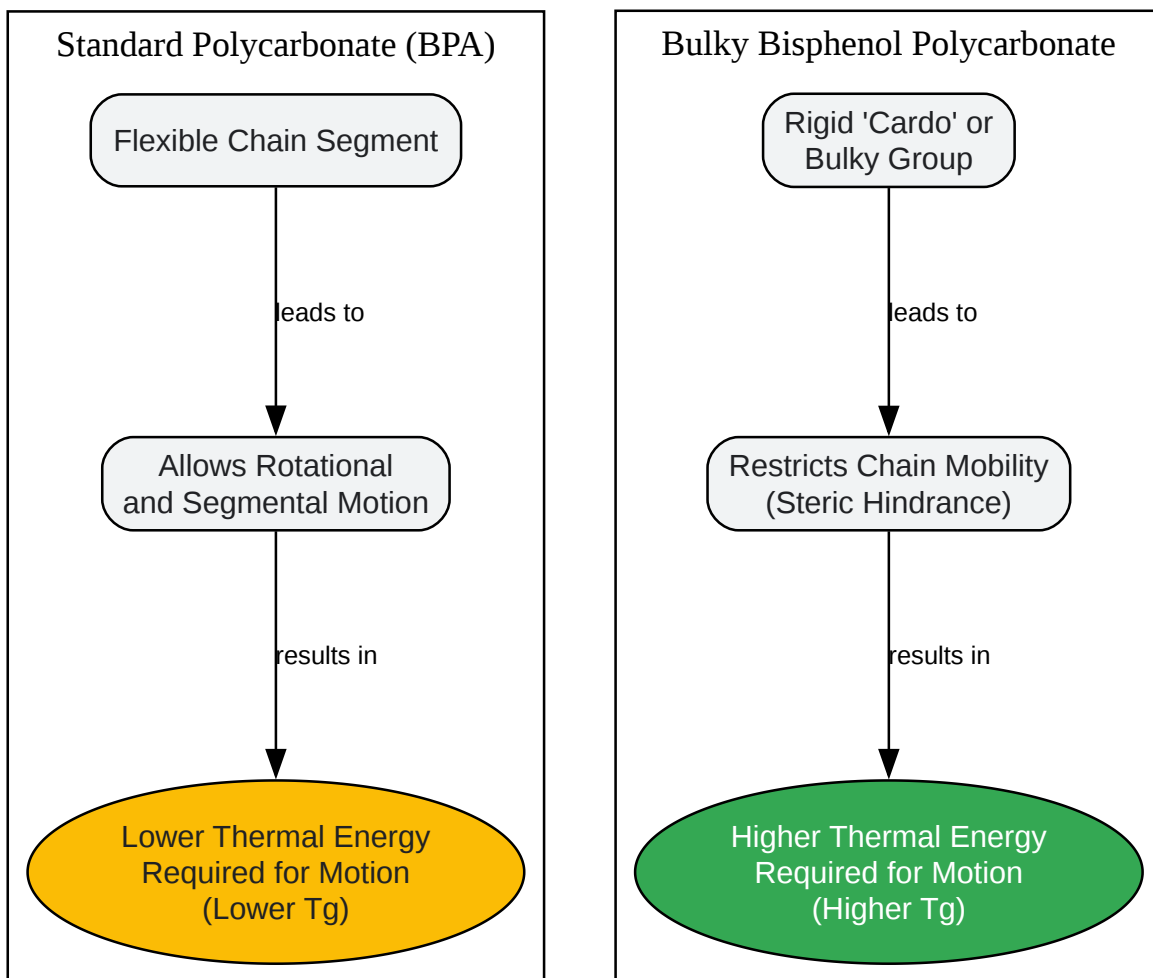 Standard Polycarbonate (BPA)
Flexible Chain Segment
leads to
Allows Rotational
and Segmental Motion
results in
Lower Thermal Energy
Required for Motion
(Lower Tg)
Bulky Bisphenol Polycarbonate
Rigid 'Cardo' or
Bulky Group
leads to
Restricts Chain Mobility
(Steric Hindrance)
results in
Higher Thermal Energy
Required for Motion
(Higher Tg)